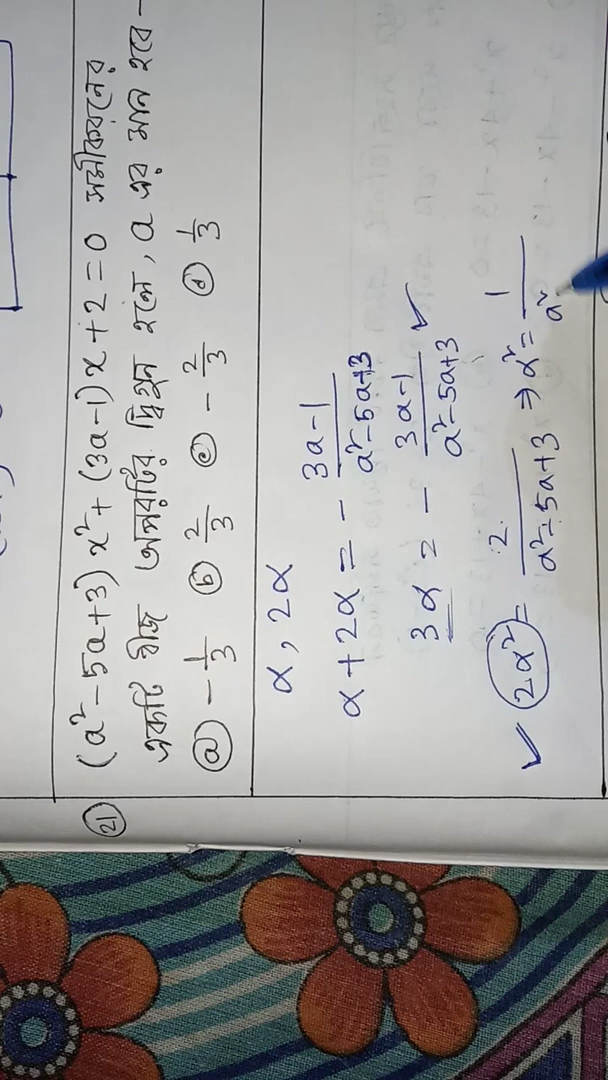 (21) (a² - 5a + 3) x² + (3a - 1) x + 2 = 0 সমীকরণের
একটি বীজ অপরটির দ্বিগুণ হলে, a এর মান হবে -
(a) - 1/3 (b) 2/3 (c) - 2/3 (d) 1/3
α, 2α
α + 2α = - (3a - 1)/(a² - 5a + 3)
3α = - (3a - 1)/(a² - 5a + 3) ✓
✓ 2α² = 2/(a² - 5a + 3) ⇒ α² = 1/a²